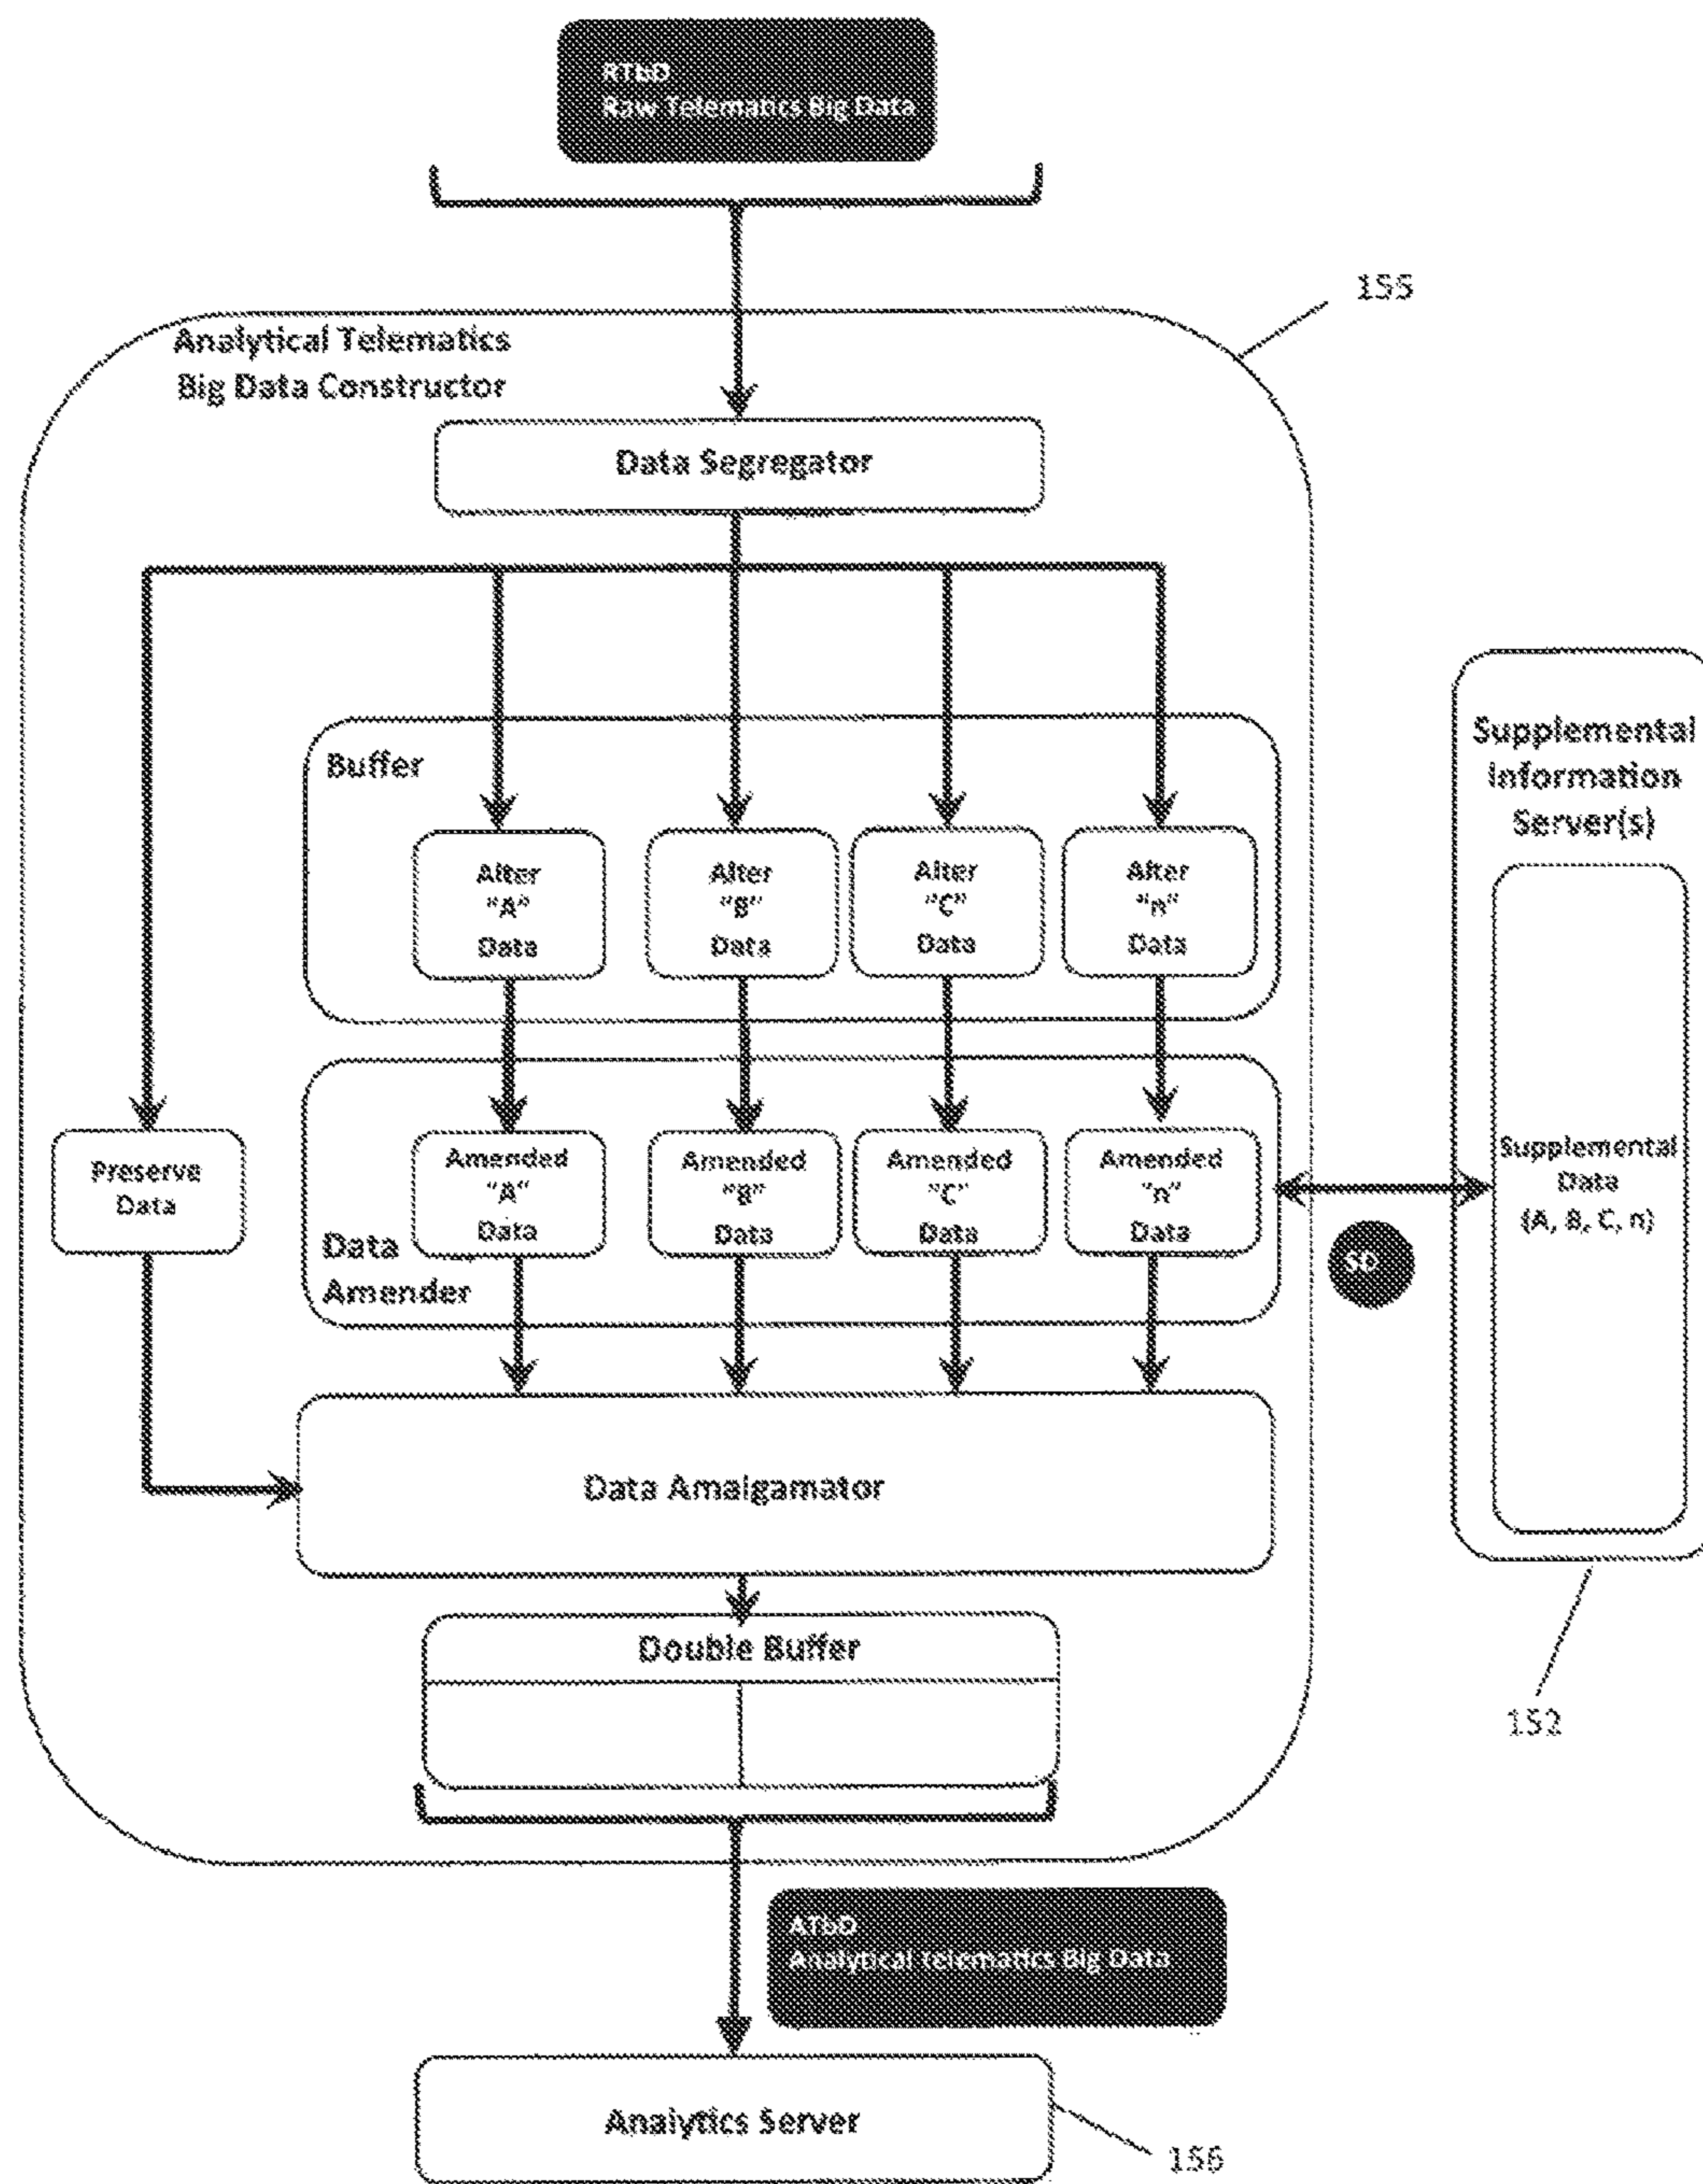 RTbD
Raw Telematics Big Data
155
Analytical Telematics
Big Data Constructor
Data Segregator
Buffer
Alter
"A"
Data
Alter
"B"
Data
Alter
"C"
Data
Alter
"n"
Data
Supplemental
Information
Server(s)
Preserve
Data
Amended
"A"
Data
Amended
"B"
Data
Amended
"C"
Data
Amended
"n"
Data
Data
Amender
SD
Supplemental
Data
(A, B, C, n)
Data Amalgamator
Double Buffer
152
ATbD
Analytical Telematics Big Data
Analytics Server
156